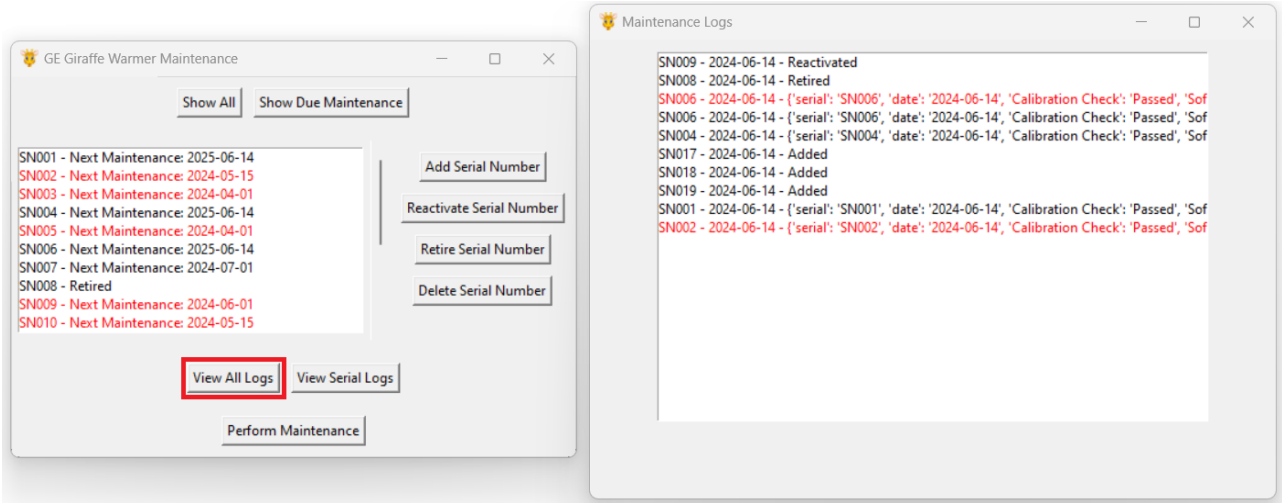 GE Giraffe Warmer Maintenance
Show All
Show Due Maintenance
SN001 - Next Maintenance: 2025-06-14
SN002 - Next Maintenance: 2024-05-15
SN003 - Next Maintenance: 2024-04-01
SN004 - Next Maintenance: 2025-06-14
SN005 - Next Maintenance: 2024-04-01
SN006 - Next Maintenance: 2025-06-14
SN007 - Next Maintenance: 2024-07-01
SN008 - Retired
SN009 - Next Maintenance: 2024-06-01
SN010 - Next Maintenance: 2024-05-15
Add Serial Number
Reactivate Serial Number
Retire Serial Number
Delete Serial Number
View All Logs
View Serial Logs
Perform Maintenance
Maintenance Logs
SN009 - 2024-06-14 - Reactivated
SN008 - 2024-06-14 - Retired
SN006 - 2024-06-14 - {'serial': 'SN006', 'date': '2024-06-14', 'Calibration Check': 'Passed', 'Sof
SN006 - 2024-06-14 - {'serial': 'SN006', 'date': '2024-06-14', 'Calibration Check': 'Passed', 'Sof
SN004 - 2024-06-14 - {'serial': 'SN004', 'date': '2024-06-14', 'Calibration Check': 'Passed', 'Sof
SN017 - 2024-06-14 - Added
SN018 - 2024-06-14 - Added
SN019 - 2024-06-14 - Added
SN001 - 2024-06-14 - {'serial': 'SN001', 'date': '2024-06-14', 'Calibration Check': 'Passed', 'Sof
SN002 - 2024-06-14 - {'serial': 'SN002', 'date': '2024-06-14', 'Calibration Check': 'Passed', 'Sof